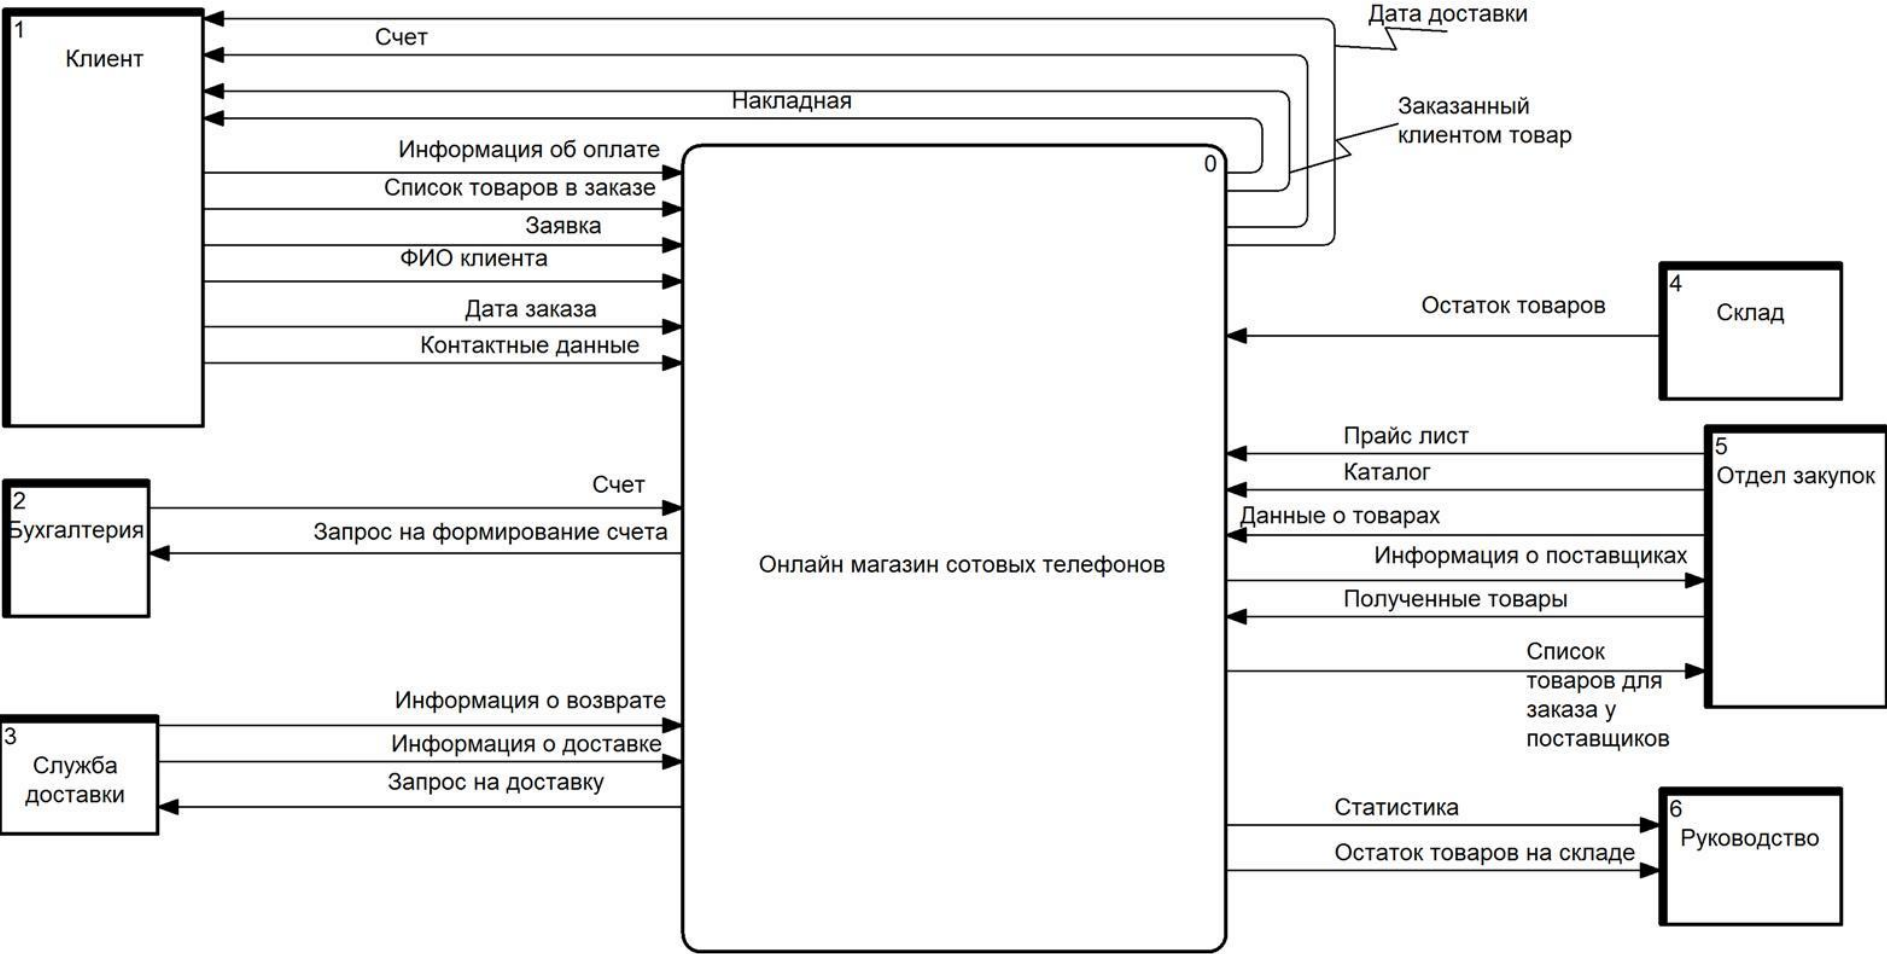 Дата доставки
1
Клиент
Счет
Накладная
Заказанный
клиентом товар
Информация об оплате
0
Список товаров в заказе
Заявка
ФИО клиента
Дата заказа
Контактные данные
4
Склад
Остаток товаров
Прайс лист
5
Отдел закупок
Каталог
2
Бухгалтерия
Счет
Запрос на формирование счета
Данные о товарах
Информация о поставщиках
Онлайн магазин сотовых телефонов
Полученные товары
Список
товаров для
заказа у
поставщиков
Информация о возврате
3
Служба
доставки
Информация о доставке
Запрос на доставку
Статистика
6
Руководство
Остаток товаров на складе